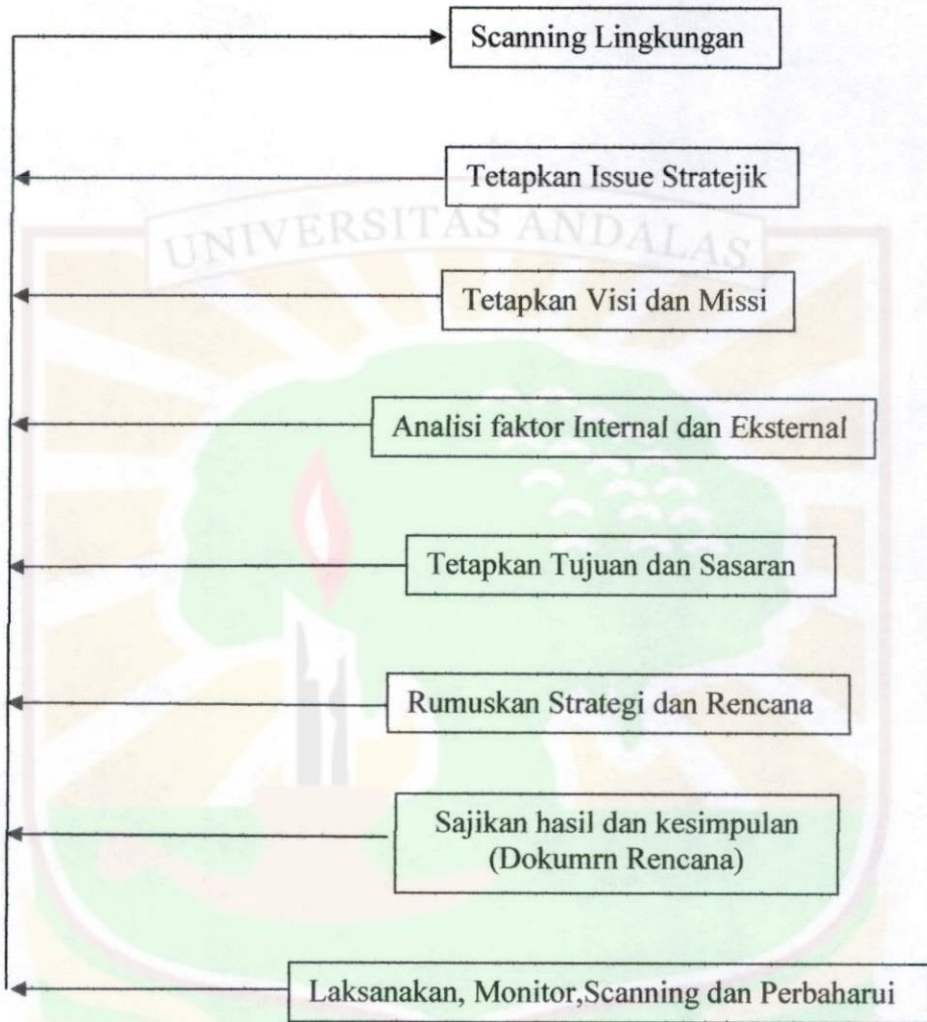 Scanning Lingkungan
Tetapkan Issue Stratejik
UNIVERSITAS ANDALAS
Tetapkan Visi dan Missi
Analisi faktor Internal dan Eksternal
Tetapkan Tujuan dan Sasaran
Rumuskan Strategi dan Rencana
Sajikan hasil dan kesimpulan
(Dokumrn Rencana)
Laksanakan, Monitor,Scanning dan Perbaharui